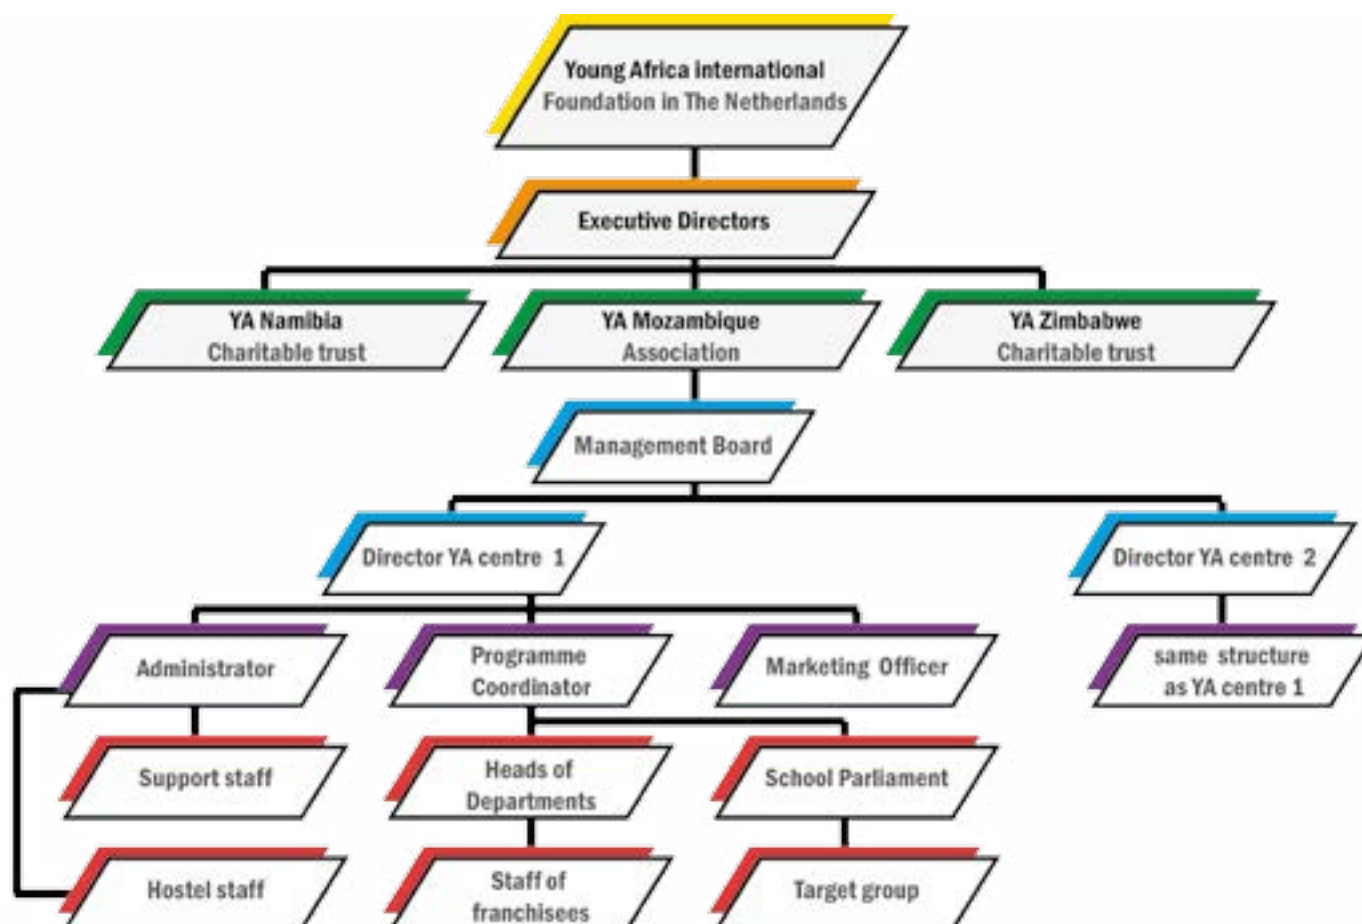 Young Africa International
Foundation in The Netherlands
Executive Directors
YA Namibia
Charitable trust
YA Mozambique
Association
YA Zimbabwe
Charitable trust
Management Board
Director YA centre 1
Director YA centre 2
Administrator
Programme
Coordinator
Marketing Officer
same structure
as YA centre 1
Support staff
Heads of
Departments
School Parliament
Hostel staff
Staff of
franchisees
Target group